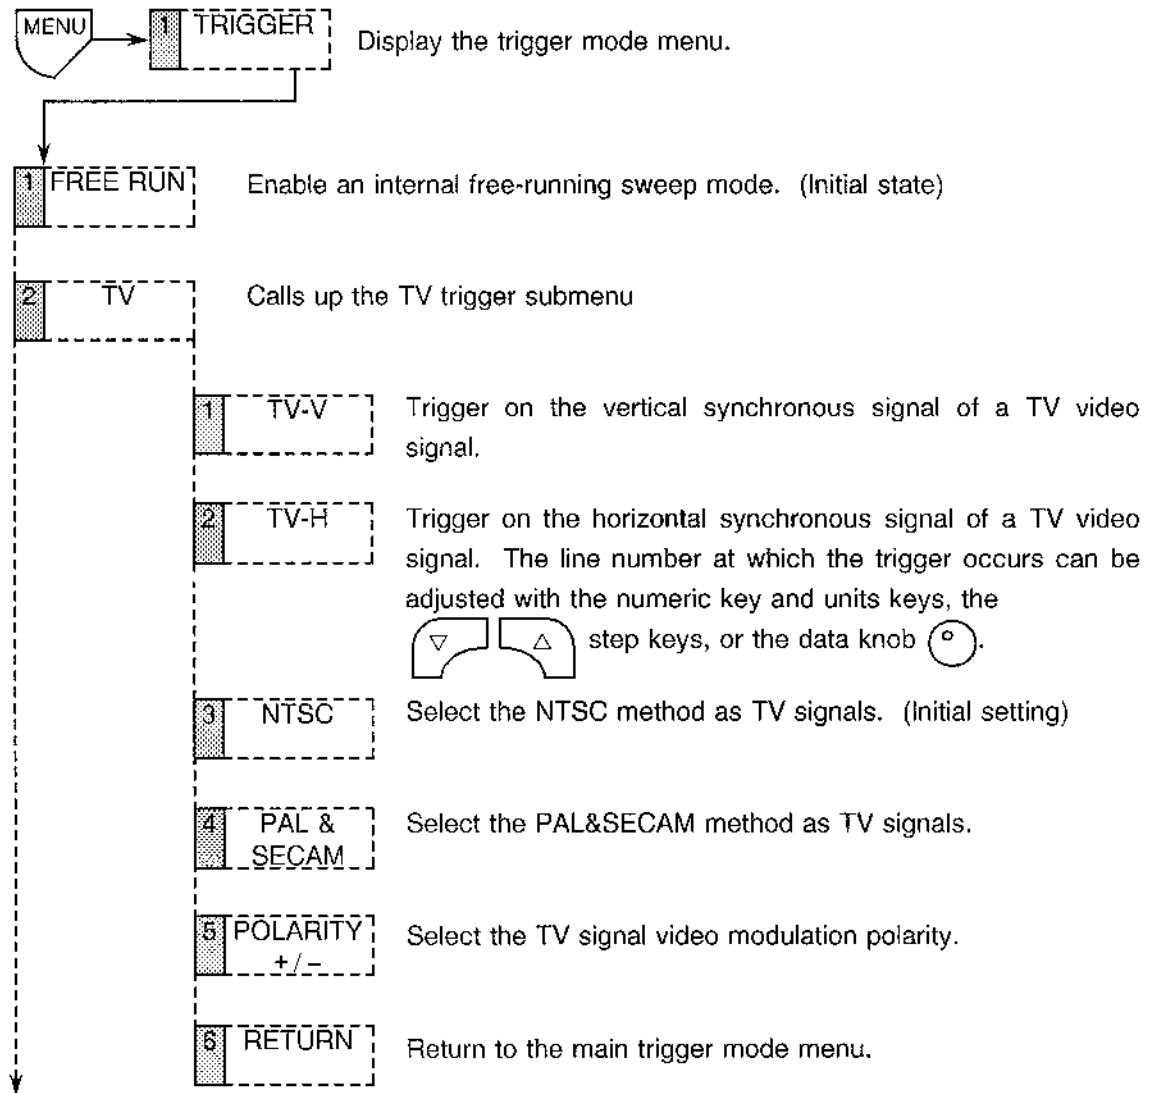 MENU
1 TRIGGER
Display the trigger mode menu.
1 FREE RUN
Enable an internal free-running sweep mode. (Initial state)
2 TV
Calls up the TV trigger submenu
1 TV-V
Trigger on the vertical synchronous signal of a TV video
signal.
2 TV-H
Trigger on the horizontal synchronous signal of a TV video
signal. The line number at which the trigger occurs can be
adjusted with the numeric key and units keys, the
step keys, or the data knob .
3 NTSC
Select the NTSC method as TV signals. (Initial setting)
4 PAL &
SECAM
Select the PAL&SECAM method as TV signals.
5 POLARITY
+/−
Select the TV signal video modulation polarity.
6 RETURN
Return to the main trigger mode menu.